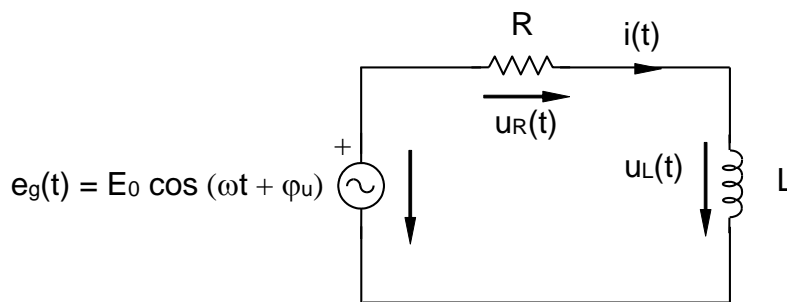 R
i(t)
uR(t)
+
eg(t) = E0 cos (ωt + φu)
uL(t)
L